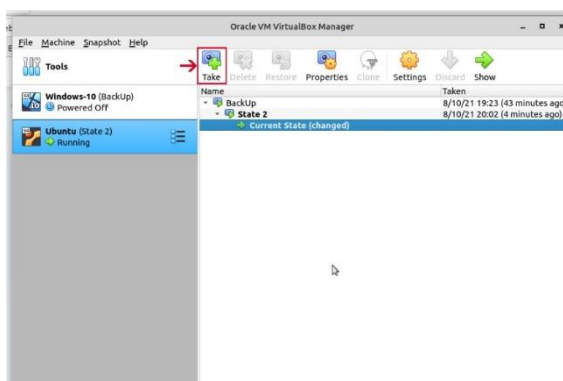 Oracle VM VirtualBox Manager
File Machine Snapshot Help
Tools
Take Delete Restore Properties Clone Settings Discard Show
Name Taken
Windows-10 (BackUp)
Powered Off
BackUp 8/10/21 19:23 (43 minutes ago)
State 2 8/10/21 20:02 (4 minutes ago)
Ubuntu (State 2)
Running
Current State (changed)